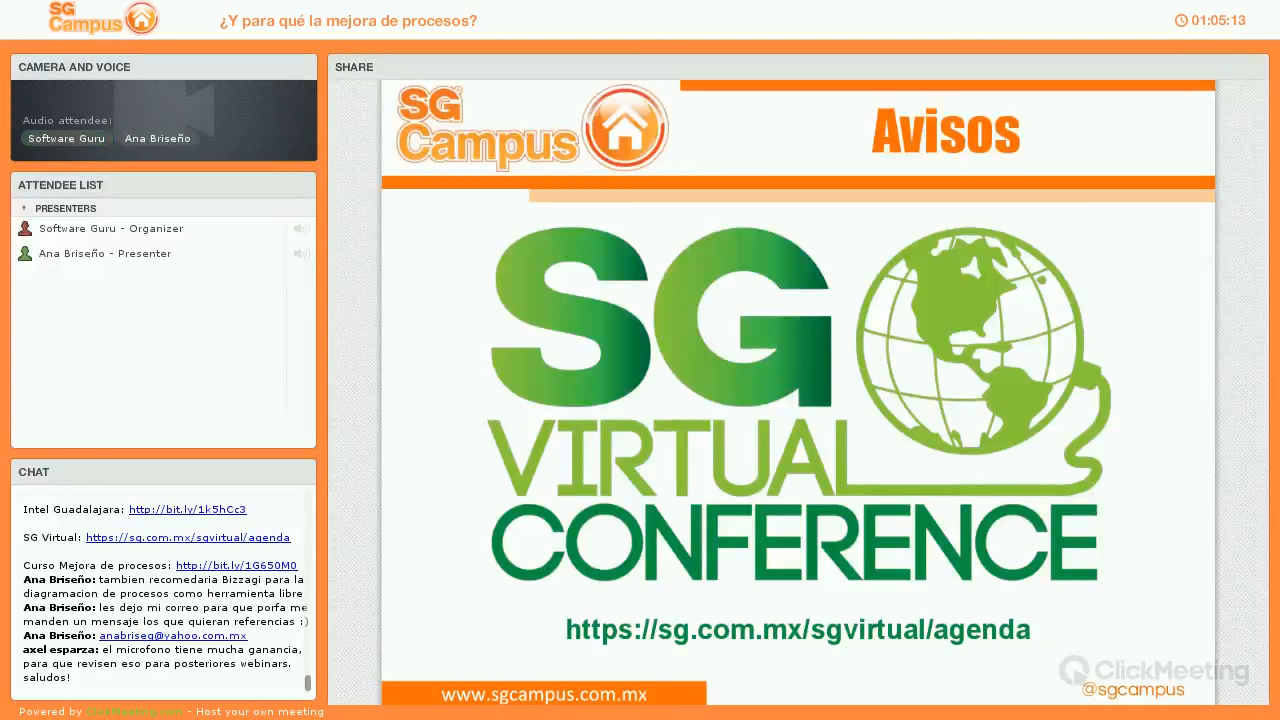 SG Campus
¿Y para qué la mejora de procesos?
01:05:13
CAMERA AND VOICE
Audio attendee:
Software Guru
Ana Briseño
ATTENDEE LIST
PRESENTERS
Software Guru - Organizer
Ana Briseño - Presenter
CHAT
Intel Guadalajara: http://bit.ly/1k5hCc3
SG Virtual: https://sg.com.mx/sgvirtual/agenda
Curso Mejora de procesos: http://bit.ly/1G650M0
Ana Briseño: tambien recomedaria Bizzagi para la
diagramacion de procesos como herramienta libre
Ana Briseño: les dejo mi correo para que porfa me
manden un mensaje los que quieran referencias :)
Ana Briseño: anabriseg@yahoo.com.mx
axel esparza: el microfono tiene mucha ganancia,
para que revisen eso para posteriores webinars.
saludos!
SHARE
SG
Campus
Avisos
SG
VIRTUAL
CONFERENCE
https://sg.com.mx/sgvirtual/agenda
ClickMeeting
@sgcampus
www.sgcampus.com.mx
Powered by ClickMeeting.com - Host your own meeting